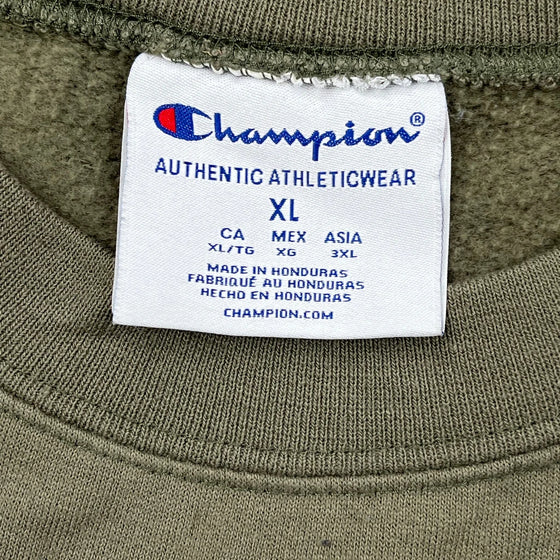 Champion®
AUTHENTIC ATHLETICWEAR
XL
CA MEX ASIA
XL/TG XG 3XL
MADE IN HONDURAS
FABRIQUÉ AU HONDURAS
HECHO EN HONDURAS
CHAMPION.COM